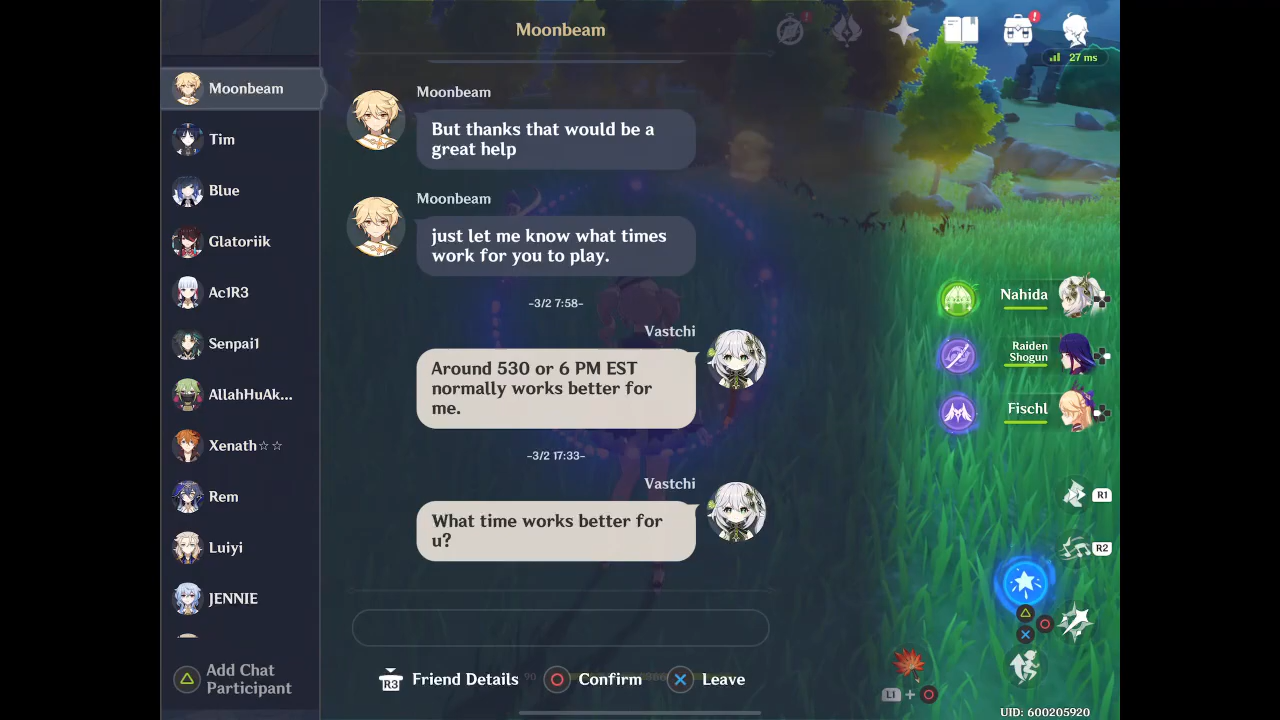 Moonbeam
27 ms
Moonbeam
Tim
Blue
Glatoriik
Ac1R3
Senpai1
AllahHuAk...
Xenath☆☆
Rem
Luiyi
JENNIE
Add Chat
Participant
Moonbeam
But thanks that would be a
great help
Moonbeam
just let me know what times
work for you to play.
-3/2 7:58-
Vastchi
Around 530 or 6 PM EST
normally works better for
me.
-3/2 17:33-
Vastchi
What time works better for
u?
R3 Friend Details
Confirm
Leave
Nahida
Raiden
Shogun
Fischl
R1
R2
L1 +
UID: 600205920